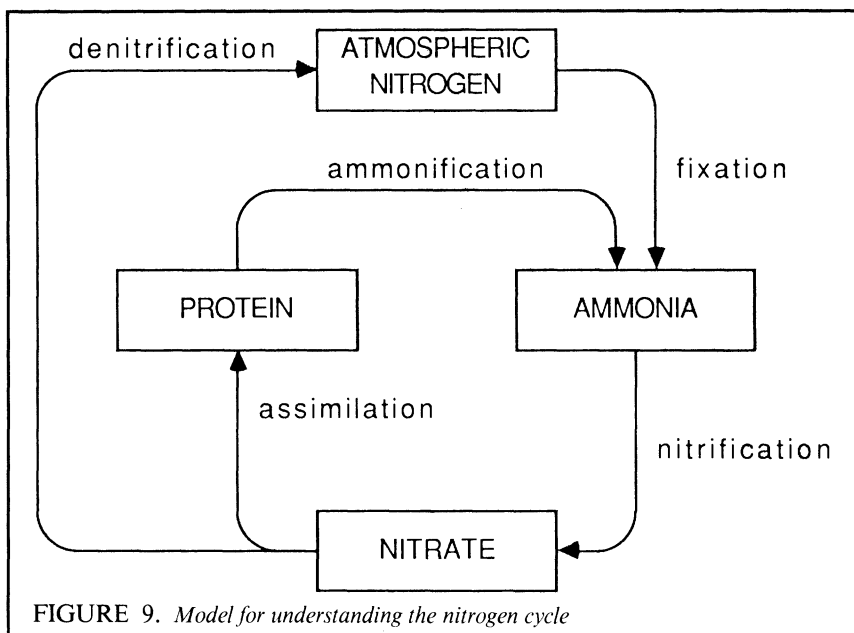 denitrification
ATMOSPHERIC
NITROGEN
ammonification
fixation
PROTEIN
AMMONIA
assimilation
nitrification
NITRATE
FIGURE 9. Model for understanding the nitrogen cycle